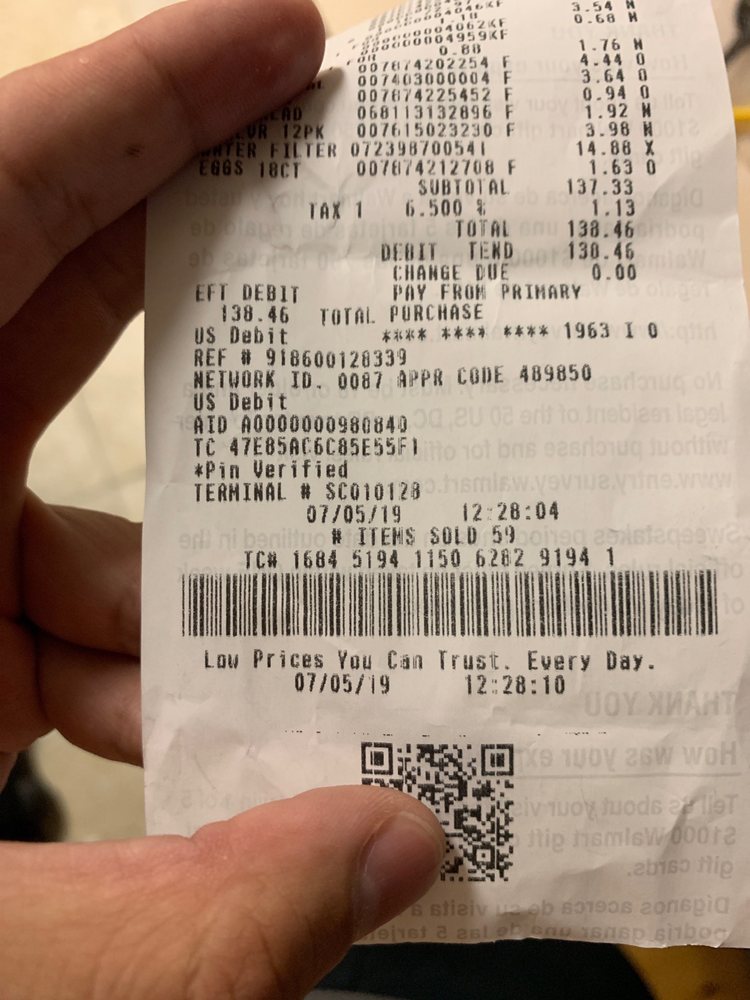 3.54 N
0.68 N
000000004062KF
000000004959KF
0.88 1.76 N
007874202254 F 4.44 O
007403000004 F 3.64 O
007874225452 F 0.94 O
068113132896 F 1.92 N
12PK 007615023230 F 3.98 N
FILTER 072398700541 14.88 X
EGGS 18CT 007874212708 F 1.63 O
SUBTOTAL 137.33
TAX 1 6.500 % 1.13
TOTAL 138.46
DEBIT TEND 138.46
CHANGE DUE 0.00
EFT DEBIT PAY FROM PRIMARY
138.46 TOTAL PURCHASE
US Debit **** **** **** 1963 I 0
REF # 918600128339
NETWORK ID. 0087 APPR CODE 489850
US Debit
AID A0000000980840
TC 47E85AC6C85E55F1
*Pin Verified
TERMINAL # SC010128
07/05/19 12:28:04
# ITEMS SOLD 59
TC# 1684 5194 1150 6282 9194 1
Low Prices You Can Trust. Every Day.
07/05/19 12:28:10